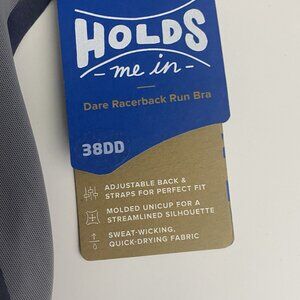 HOLDS
- me in -
Dare Racerback Run Bra
38DD
ADJUSTABLE BACK &
STRAPS FOR PERFECT FIT
MOLDED UNICUP FOR A
STREAMLINED SILHOUETTE
SWEAT-WICKING,
QUICK-DRYING FABRIC